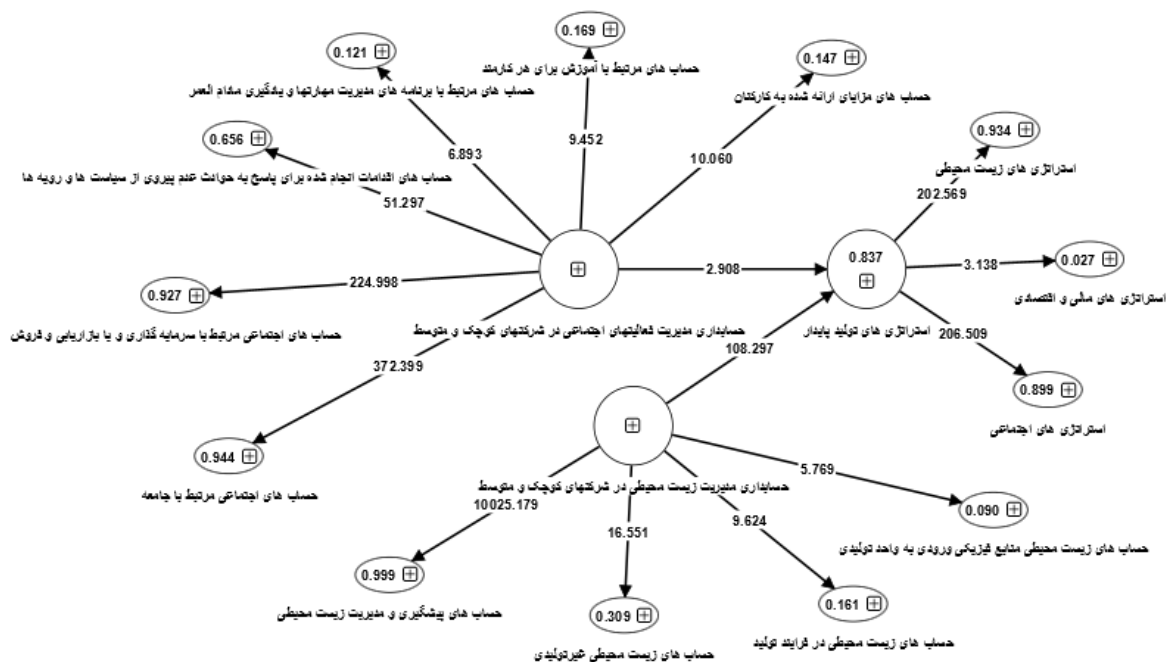 0.169
0.121
حساب های مرتبط با آموزش برای هر کارمند
0.147
حساب های مرتبط با برنامه های مدیریت مهارتها و یادگیری مادام العمر
حساب های مزایای ارائه شده به کارکنان
0.656
6.893
9.452
10.060
0.934
استراتژی های زیست محیطی
حساب های اقدامات انجام شده برای پاسخ به حوادث عدم پیروی از سیاست ها و رویه ها
51.297
202.569
0.837
2.908
3.138
0.027
استراتژی های مالی و اقتصادی
224.998
0.927
حساب های اجتماعی مرتبط با سرمایه گذاری و یا بازاریابی و فروش
حسابداری مدیریت فعالیتهای اجتماعی در شرکتهای کوچک و متوسط
استراتژی های تولید پایدار
206.509
108.297
372.399
0.899
استراتژی های اجتماعی
0.944
حساب های اجتماعی مرتبط با جامعه
حسابداری مدیریت زیست محیطی در شرکتهای کوچک و متوسط
5.769
10025.179
16.551
9.624
0.090
حساب های زیست محیطی منابع فیزیکی ورودی به واحد تولیدی
0.999
حساب های پیشگیری و مدیریت زیست محیطی
0.309
حساب های زیست محیطی غیرتولیدی
0.161
حساب های زیست محیطی در فرایند تولید